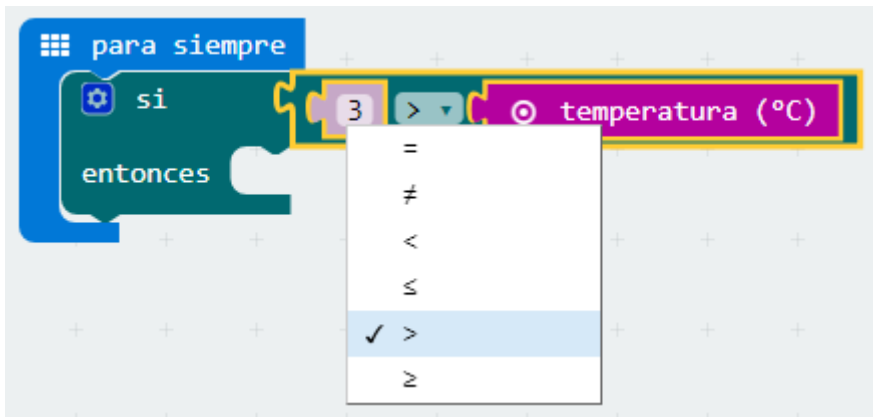 para siempre
si 3 > temperatura (°C)
entonces
=
≠
<
≤
✓ >
≥